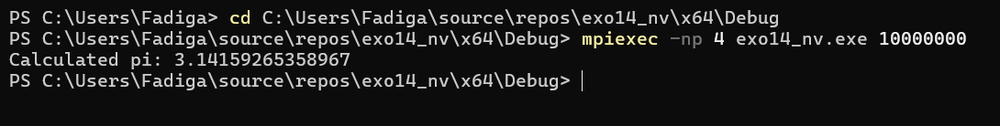 PS C:\Users\Fadiga> cd C:\Users\Fadiga\source\repos\exo14_nv\x64\Debug
PS C:\Users\Fadiga\source\repos\exo14_nv\x64\Debug> mpiexec -np 4 exo14_nv.exe 10000000
Calculated pi: 3.14159265358967
PS C:\Users\Fadiga\source\repos\exo14_nv\x64\Debug>